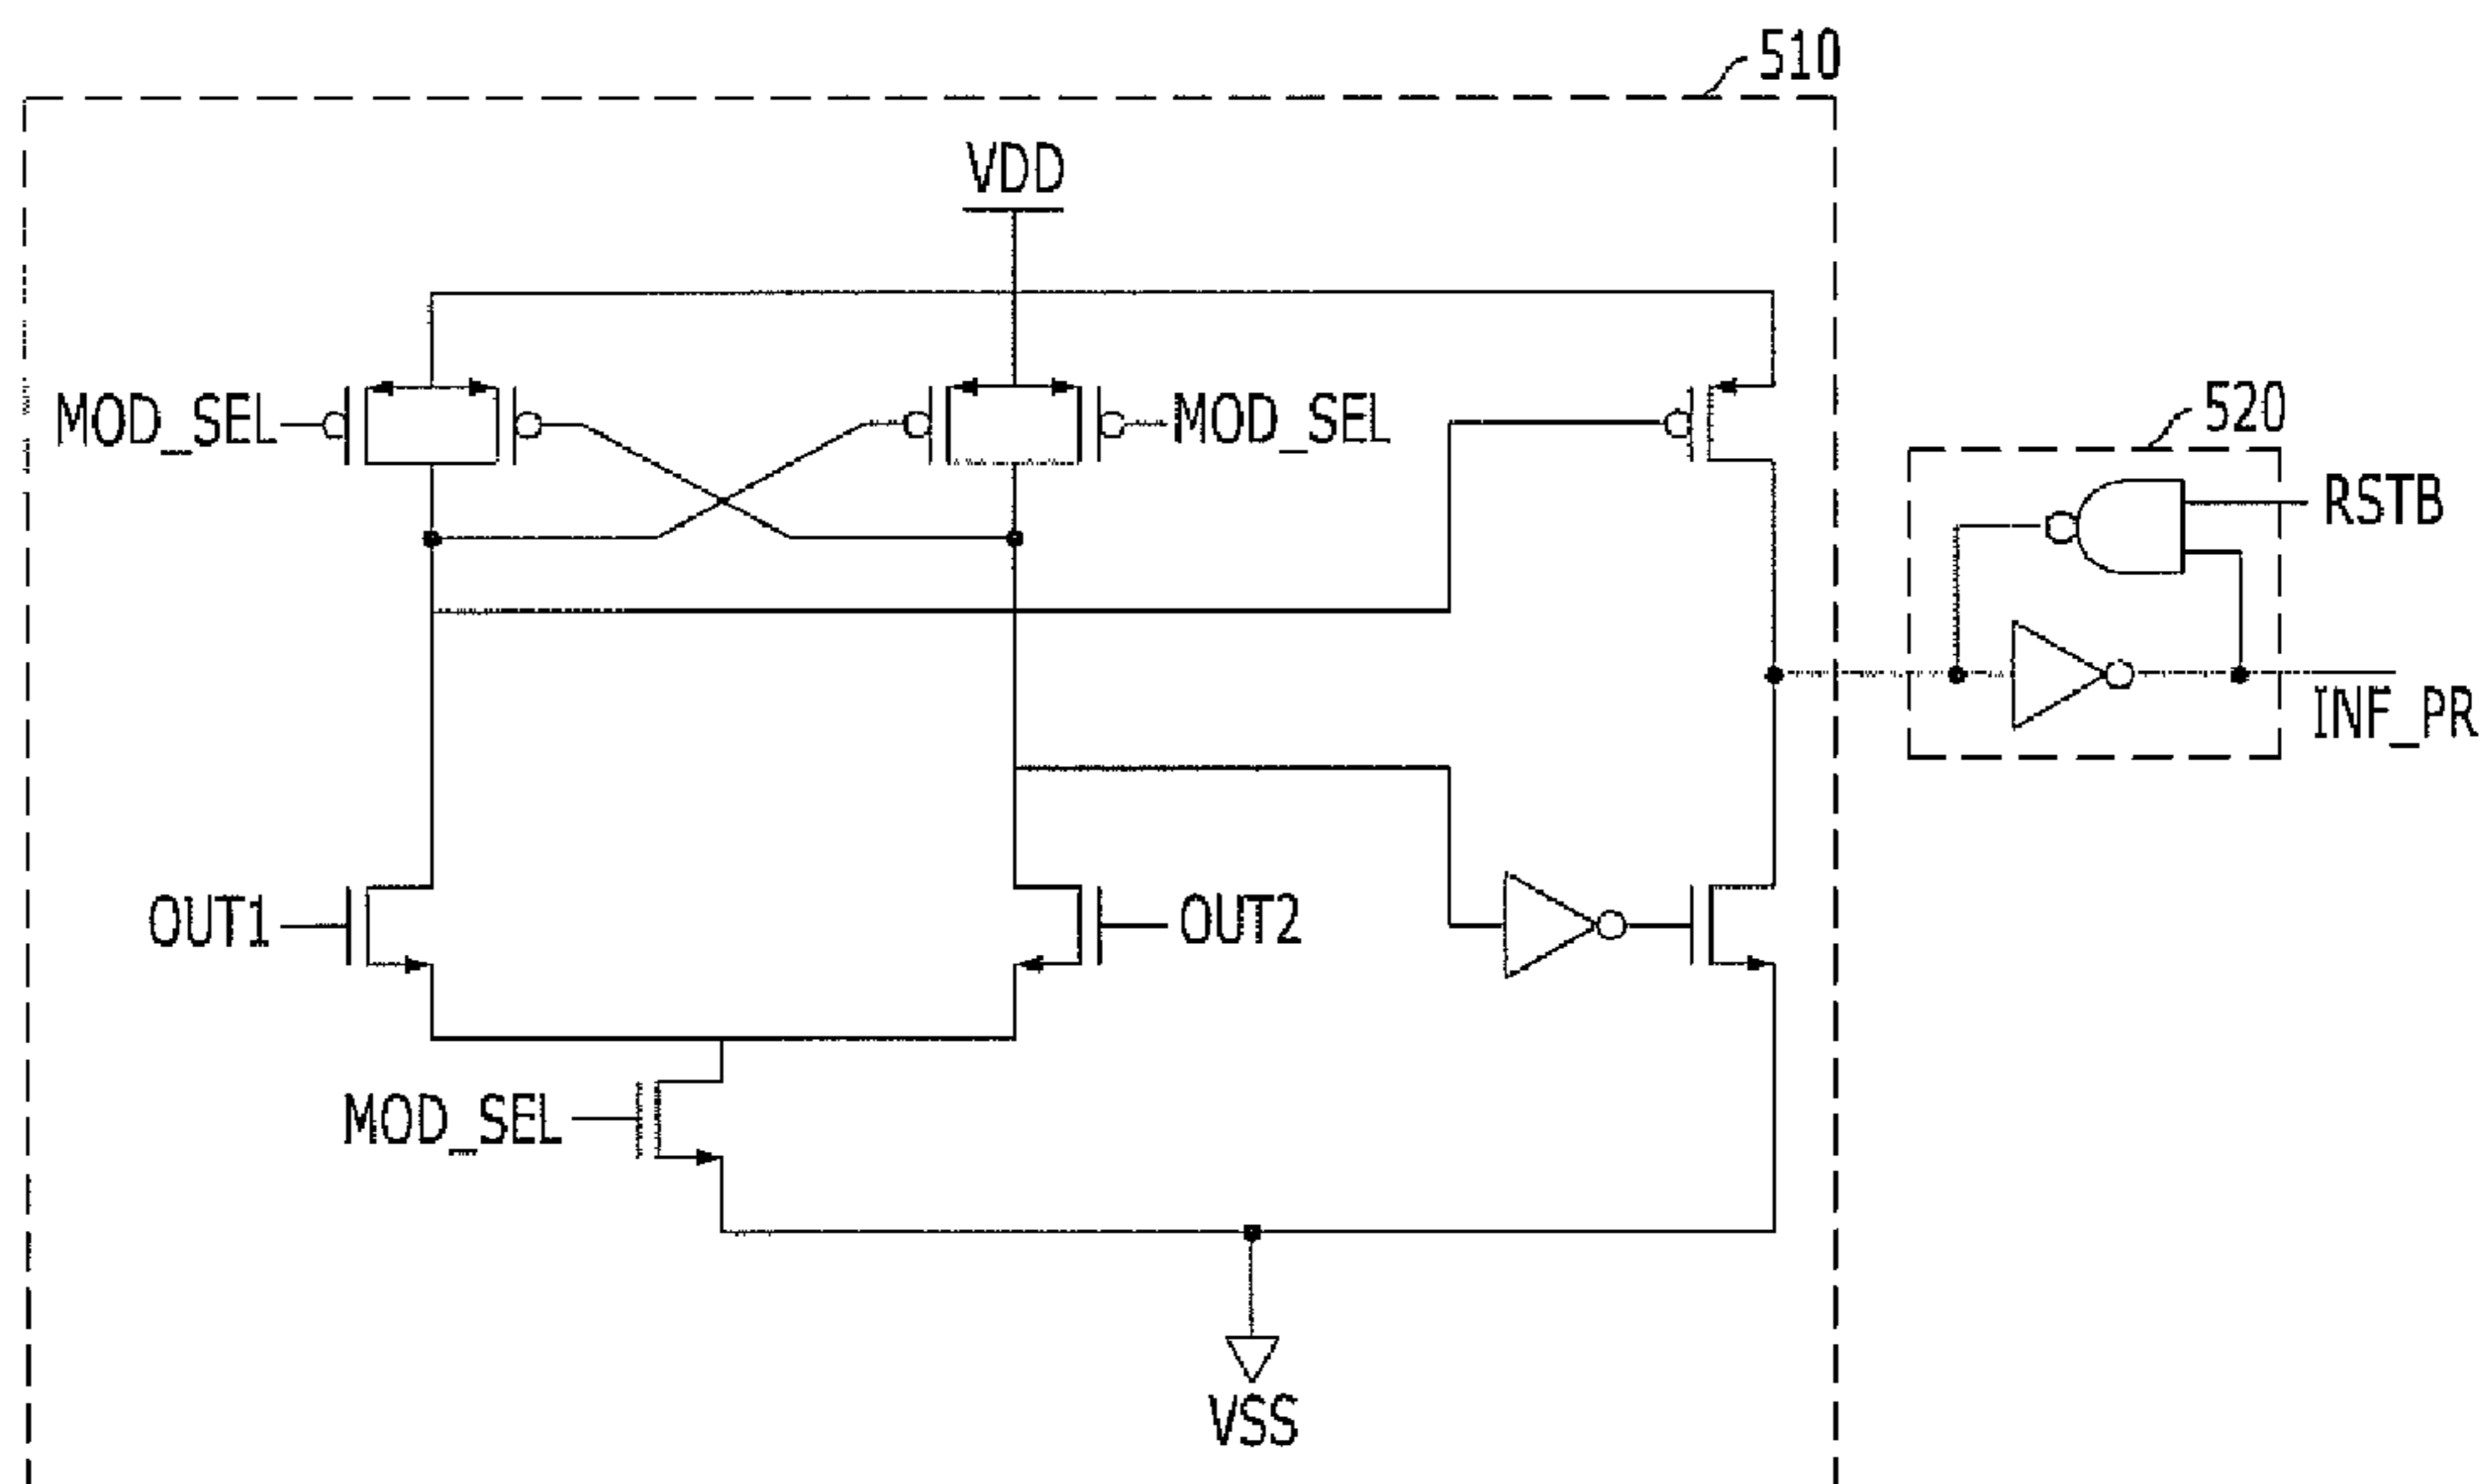 510
VDD
MOD_SEL
MOD_SEL
520
RSTB
INF_PR
OUT1
OUT2
MOD_SEL
VSS